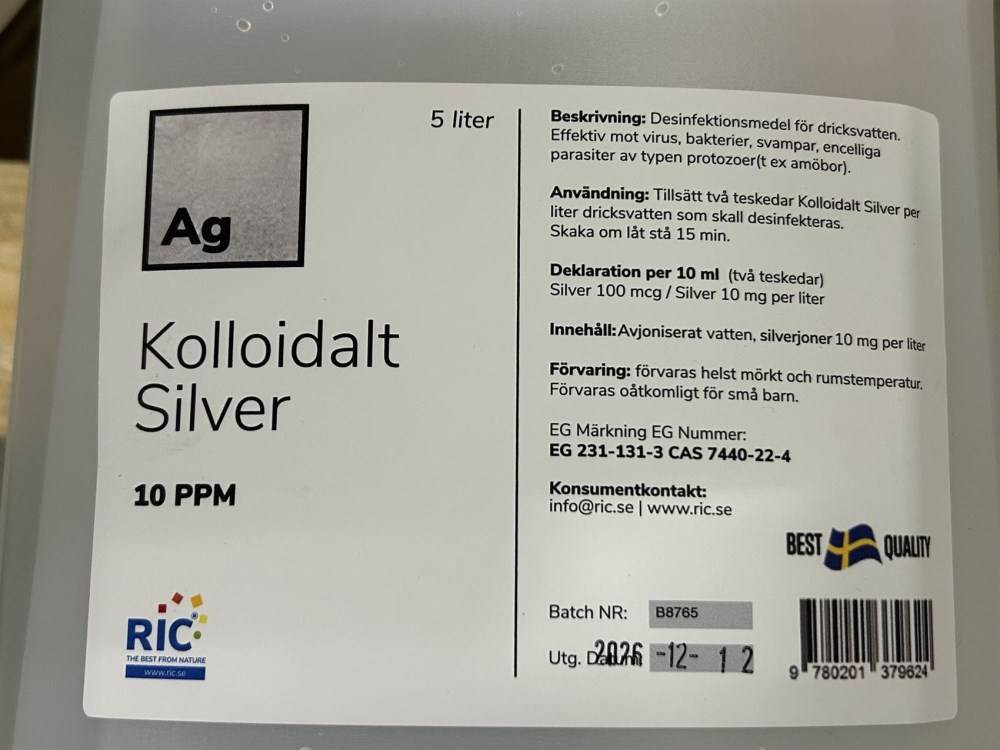 Ag
5 liter
Kolloidalt
Silver
10 PPM
RIC
THE BEST FROM NATURE
www.ric.se
Beskrivning: Desinfektionsmedel för dricksvatten.
Effektiv mot virus, bakterier, svampar, encelliga
parasiter av typen protozoer(t ex amöbor).
Användning: Tillsätt två teskedar Kolloidalt Silver per
liter dricksvatten som skall desinfekteras.
Skaka om låt stå 15 min.
Deklaration per 10 ml (två teskedar)
Silver 100 mcg / Silver 10 mg per liter
Innehåll:Avjoniserat vatten, silverjoner 10 mg per liter
Förvaring: förvaras helst mörkt och rumstemperatur.
Förvaras oåtkomligt för små barn.
EG Märkning EG Nummer:
EG 231-131-3 CAS 7440-22-4
Konsumentkontakt:
info@ric.se | www.ric.se
BEST QUALITY
Batch NR: B8765
Utg. Datum 2026 -12- 12
9 780201 379624